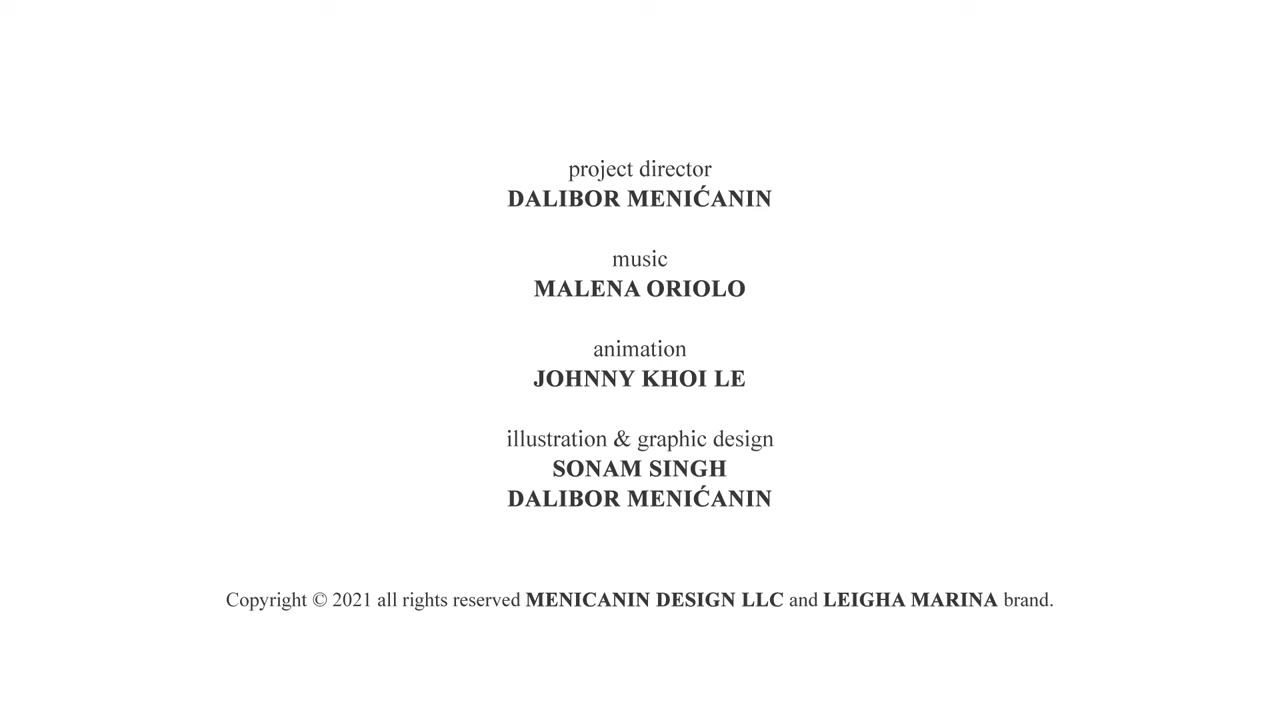 project director
DALIBOR MENIĆANIN
music
MALENA ORIOLO
animation
JOHNNY KHOI LE
illustration & graphic design
SONAM SINGH
DALIBOR MENIĆANIN
Copyright © 2021 all rights reserved MENICANIN DESIGN LLC and LEIGHA MARINA brand.